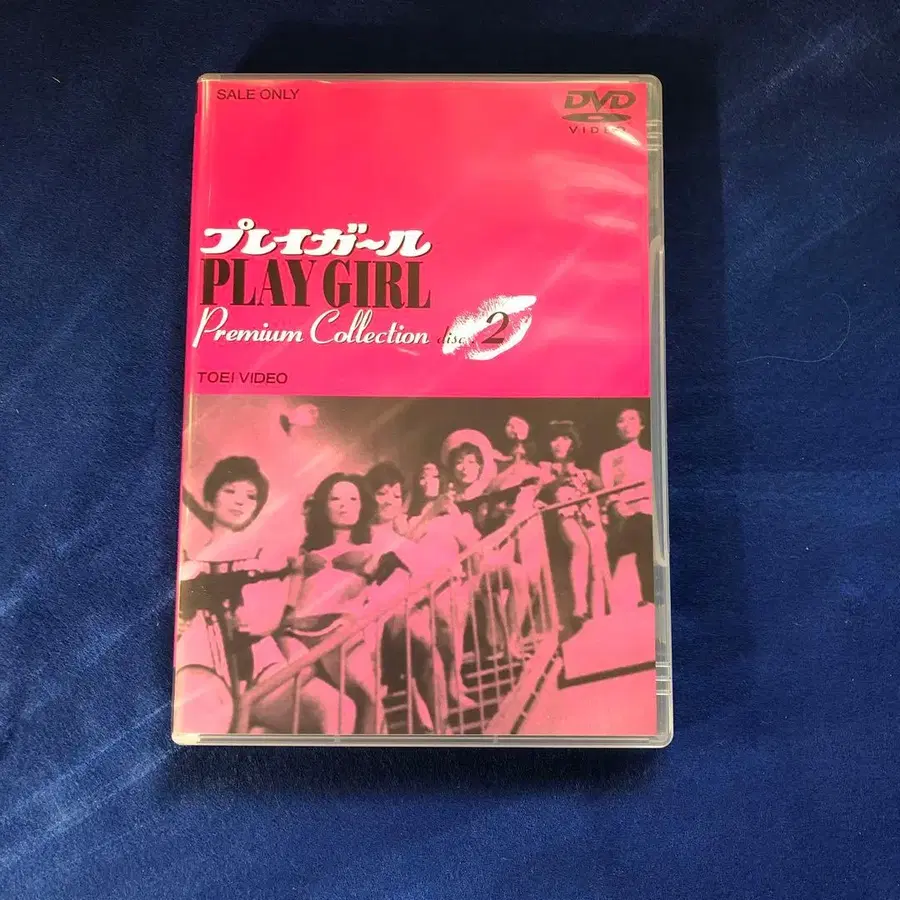 SALE ONLY
DVD
VIDEO
プレイガ～ル
PLAY GIRL
Premium Collection disc. 2
TOEI VIDEO